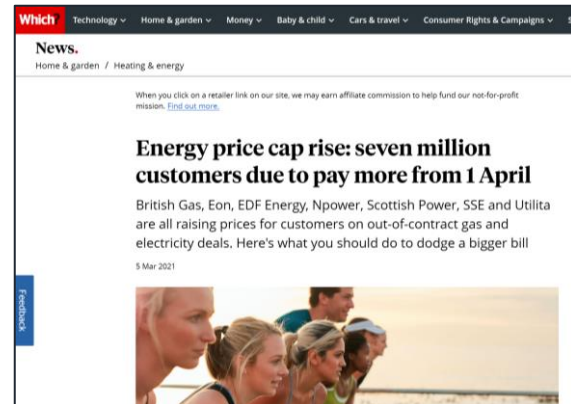 Which?
Technology Home & garden Money Baby & child Cars & travel Consumer Rights & Campaigns S
News.
Home & garden / Heating & energy
When you click on a retailer link on our site, we may earn affiliate commission to help fund our not-for-profit
mission. Find out more.
Energy price cap rise: seven million
customers due to pay more from 1 April
British Gas, Eon, EDF Energy, Npower, Scottish Power, SSE and Utilita
are all raising prices for customers on out-of-contract gas and
electricity deals. Here's what you should do to dodge a bigger bill
5 Mar 2021
Feedback